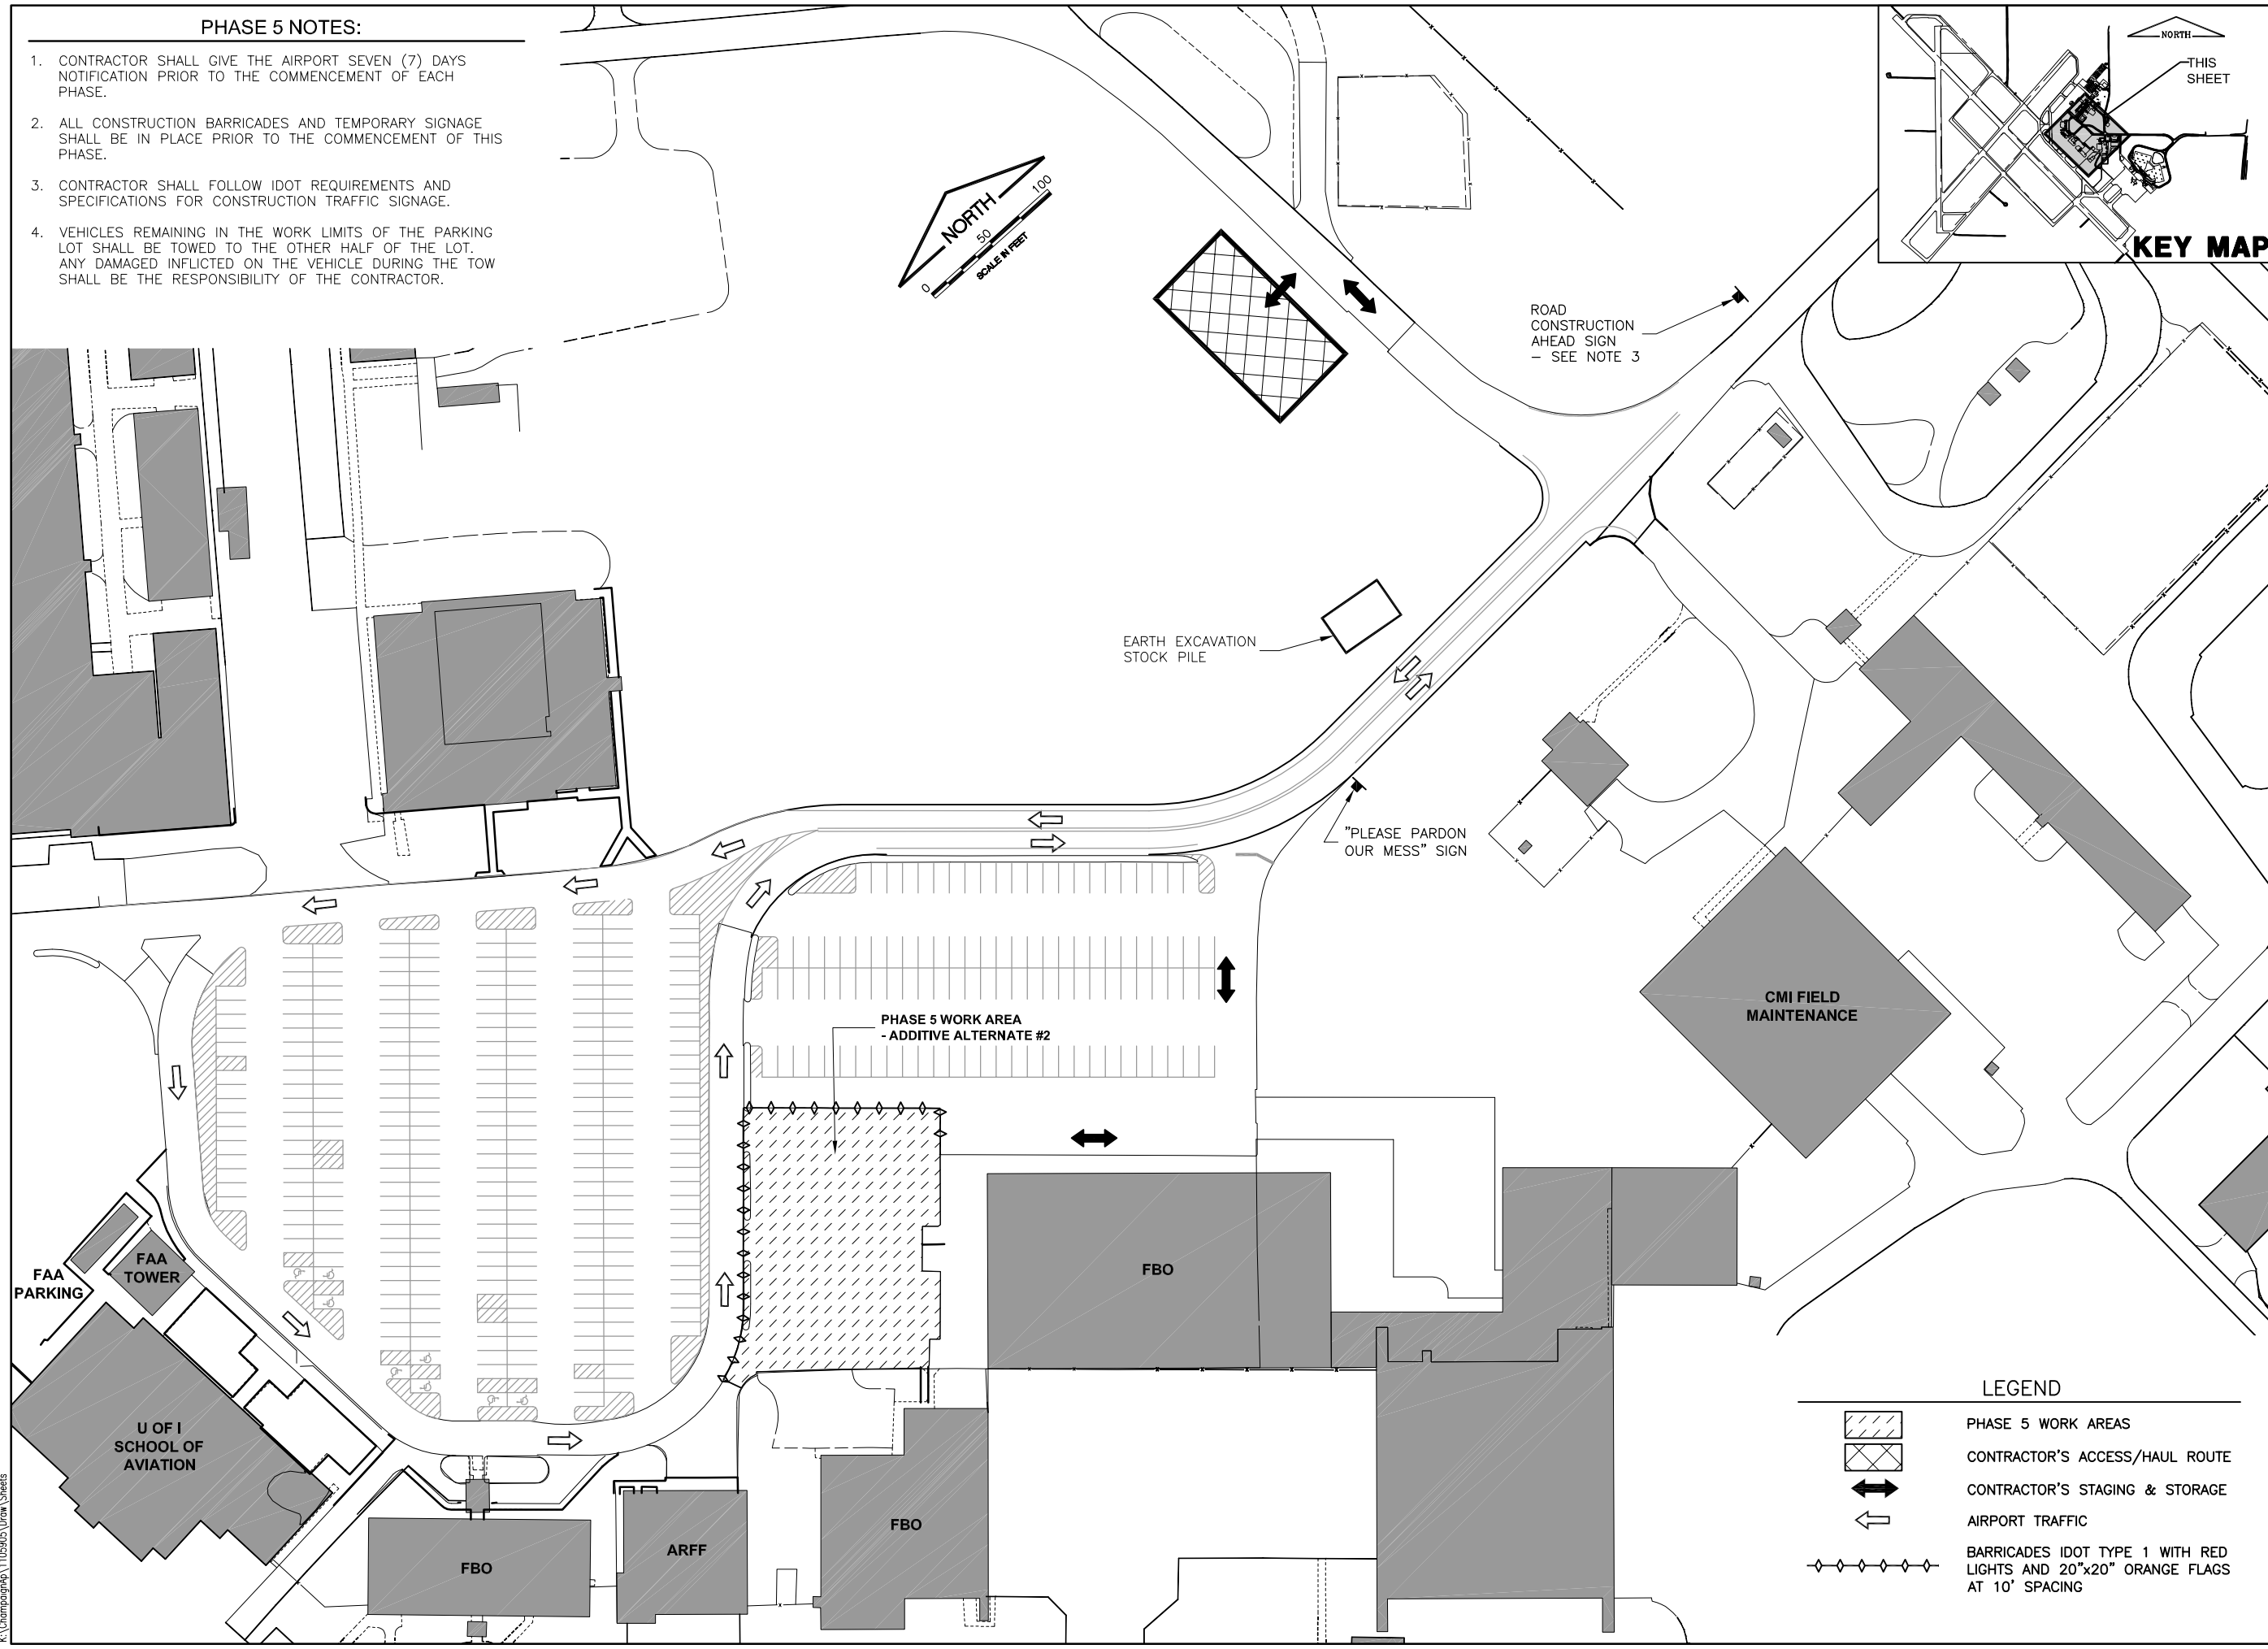 PHASE 5 NOTES:
1. CONTRACTOR SHALL GIVE THE AIRPORT SEVEN (7) DAYS
NOTIFICATION PRIOR TO THE COMMENCEMENT OF EACH
PHASE.
2. ALL CONSTRUCTION BARRICADES AND TEMPORARY SIGNAGE
SHALL BE IN PLACE PRIOR TO THE COMMENCEMENT OF THIS
PHASE.
3. CONTRACTOR SHALL FOLLOW IDOT REQUIREMENTS AND
SPECIFICATIONS FOR CONSTRUCTION TRAFFIC SIGNAGE.
4. VEHICLES REMAINING IN THE WORK LIMITS OF THE PARKING
LOT SHALL BE TOWED TO THE OTHER HALF OF THE LOT.
ANY DAMAGED INFLICTED ON THE VEHICLE DURING THE TOW
SHALL BE THE RESPONSIBILITY OF THE CONTRACTOR.
NORTH
0 50 100
SCALE IN FEET
NORTH
THIS
SHEET
KEY MAP
ROAD
CONSTRUCTION
AHEAD SIGN
– SEE NOTE 3
EARTH EXCAVATION
STOCK PILE
"PLEASE PARDON
OUR MESS" SIGN
CMI FIELD
MAINTENANCE
PHASE 5 WORK AREA
- ADDITIVE ALTERNATE #2
FAA
PARKING
FAA
TOWER
FBO
U OF I
SCHOOL OF
AVIATION
FBO
ARFF
FBO
LEGEND
PHASE 5 WORK AREAS
CONTRACTOR'S ACCESS/HAUL ROUTE
CONTRACTOR'S STAGING & STORAGE
AIRPORT TRAFFIC
BARRICADES IDOT TYPE 1 WITH RED
LIGHTS AND 20"x20" ORANGE FLAGS
AT 10' SPACING